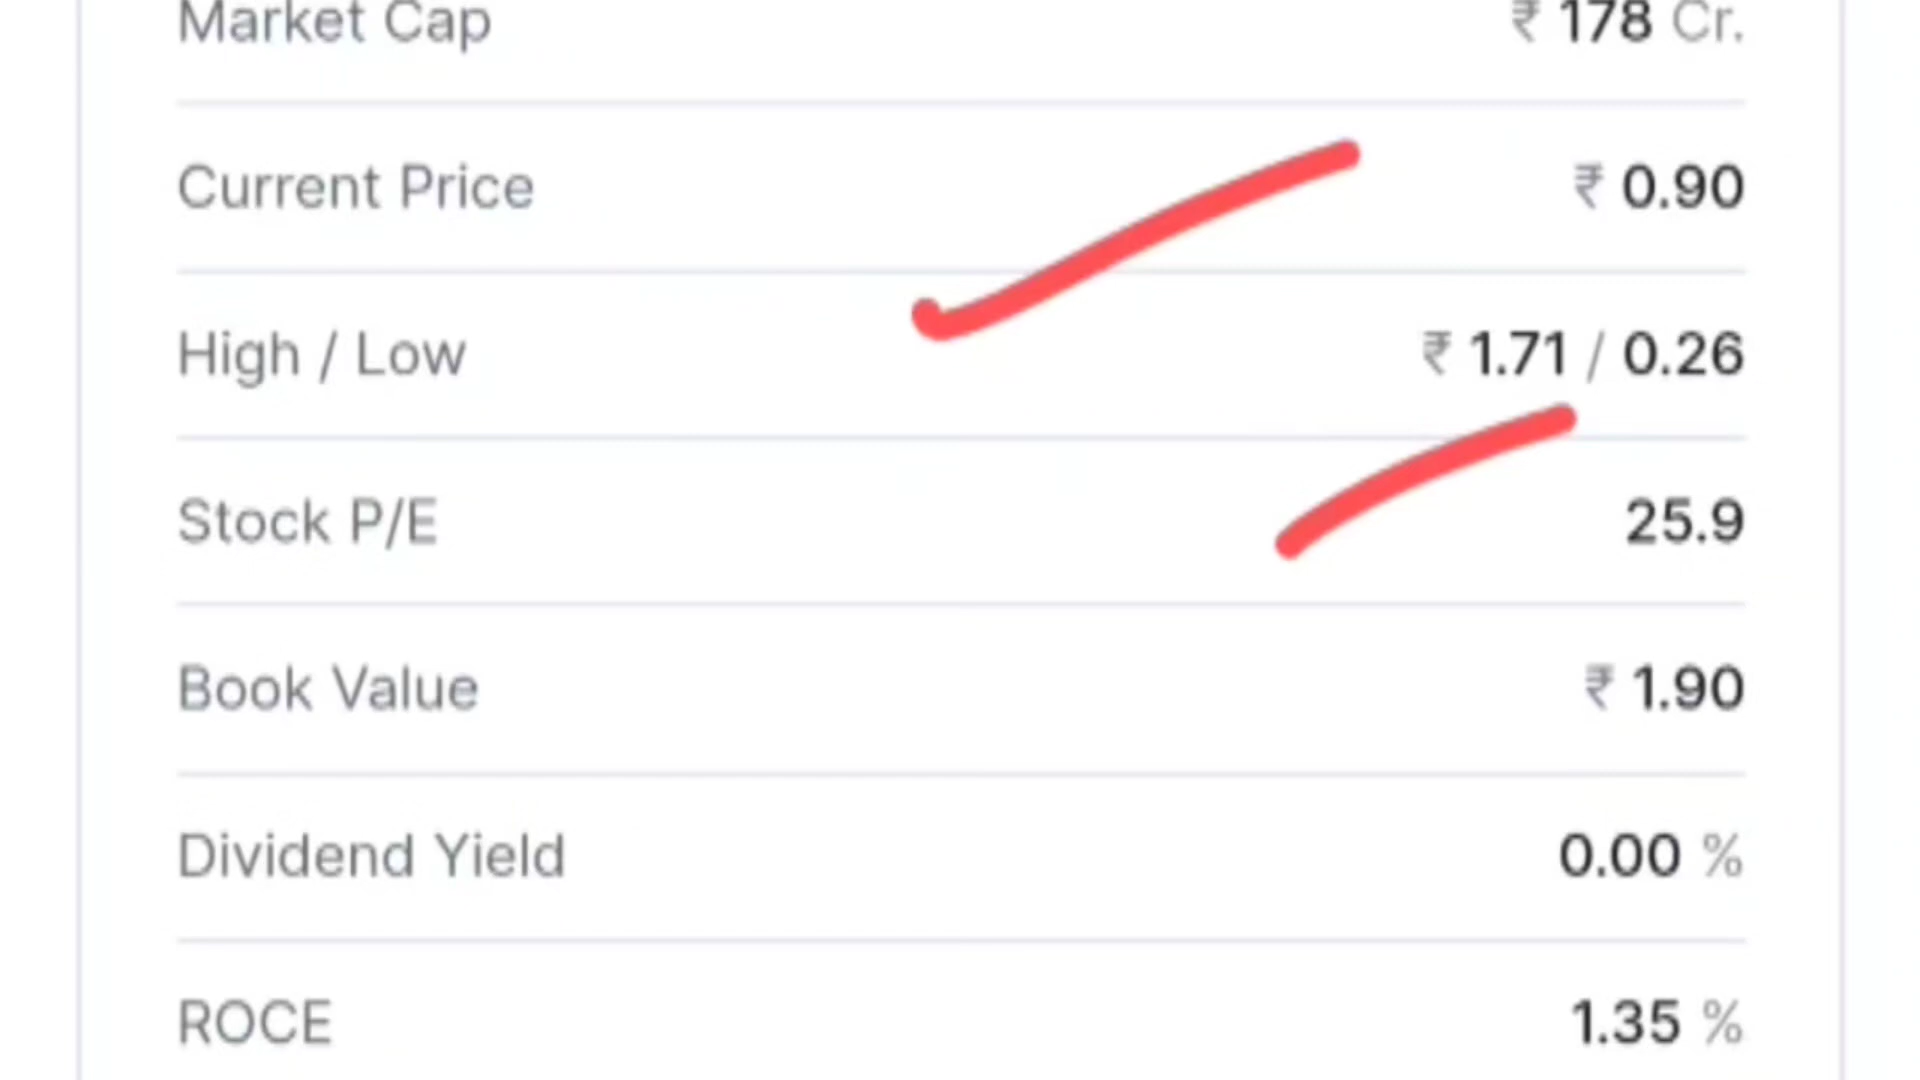 Market Cap ₹ 178 Cr.
Current Price ₹ 0.90
High / Low ₹ 1.71 / 0.26
Stock P/E 25.9
Book Value ₹ 1.90
Dividend Yield 0.00 %
ROCE 1.35 %